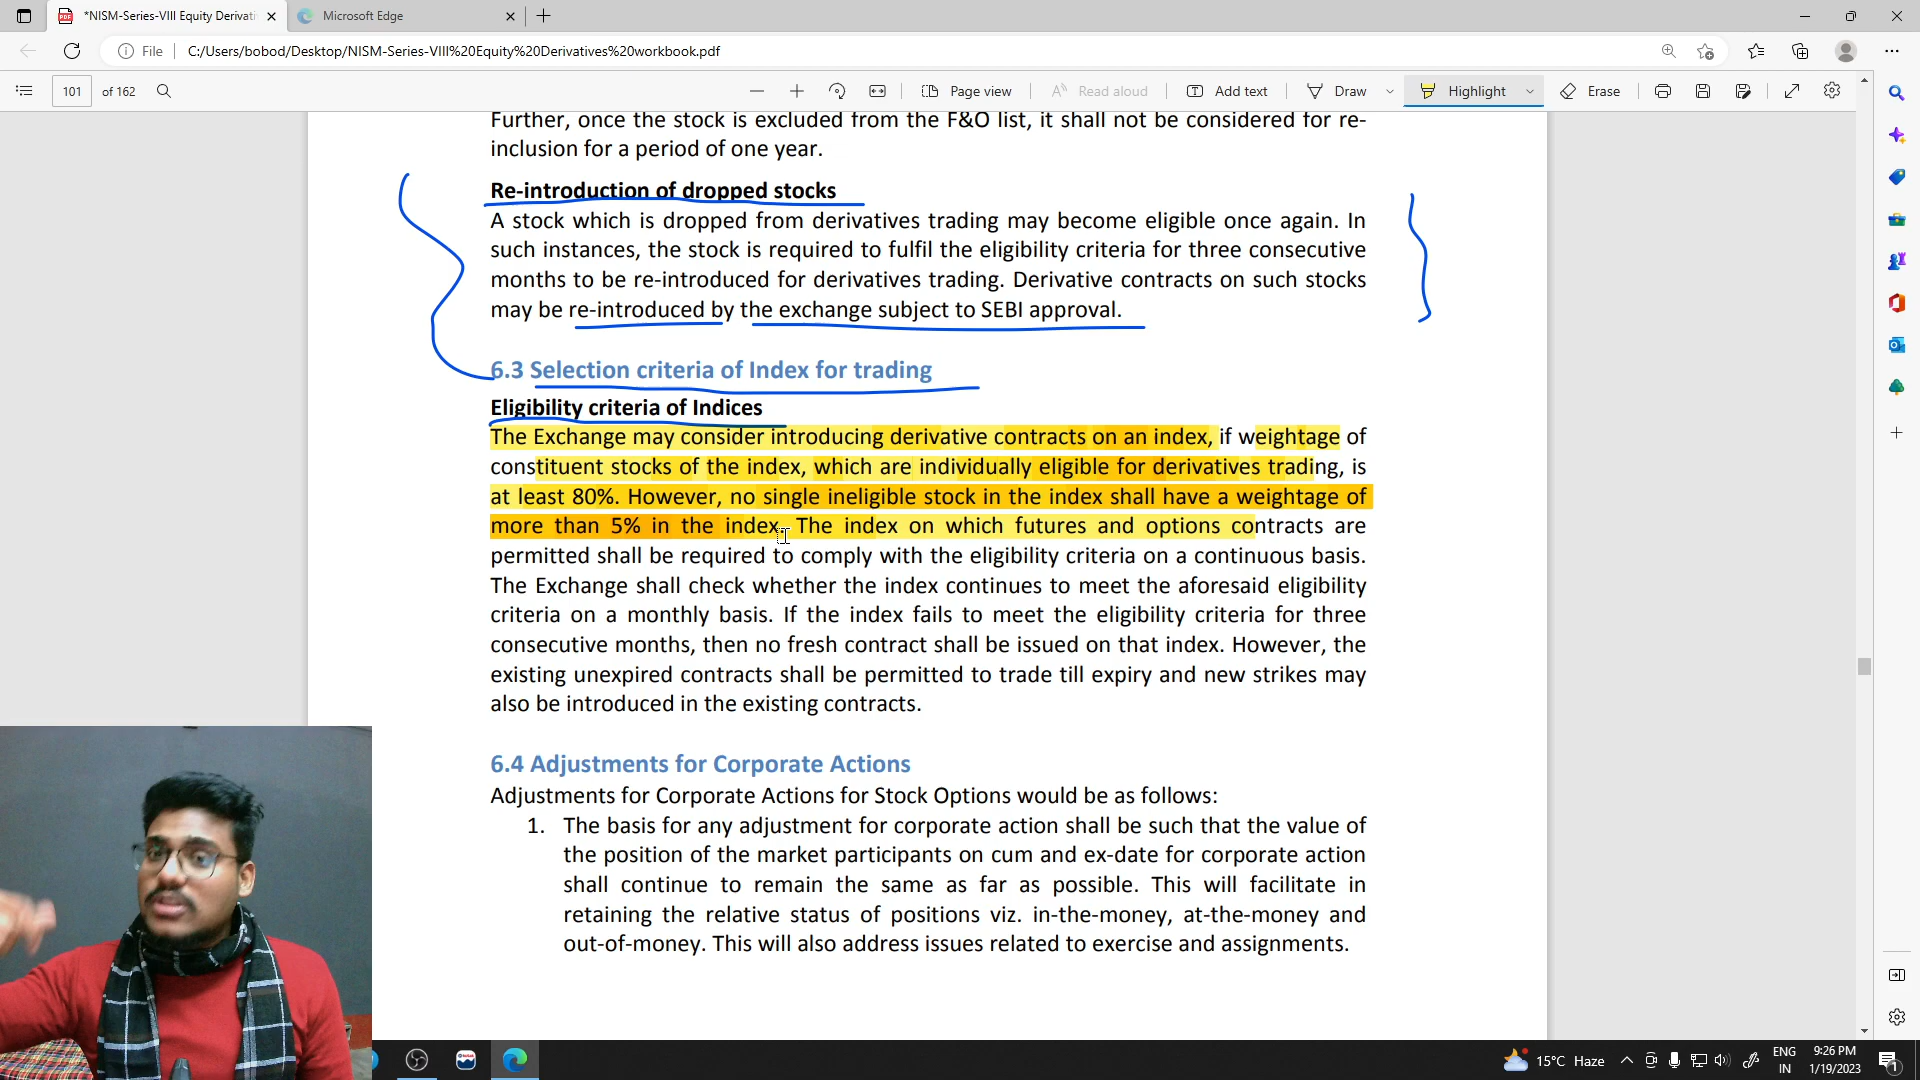 *NISM-Series-VIII Equity Derivati
Microsoft Edge
File
C:/Users/bobod/Desktop/NISM-Series-VIII%20Equity%20Derivatives%20workbook.pdf
101 of 162
Page view
Read aloud
Add text
Draw
Highlight
Erase
Further, once the stock is excluded from the F&O list, it shall not be considered for re-
inclusion for a period of one year.
Re-introduction of dropped stocks
A stock which is dropped from derivatives trading may become eligible once again. In
such instances, the stock is required to fulfil the eligibility criteria for three consecutive
months to be re-introduced for derivatives trading. Derivative contracts on such stocks
may be re-introduced by the exchange subject to SEBI approval.
6.3 Selection criteria of Index for trading
Eligibility criteria of Indices
The Exchange may consider introducing derivative contracts on an index, if weightage of
constituent stocks of the index, which are individually eligible for derivatives trading, is
at least 80%. However, no single ineligible stock in the index shall have a weightage of
more than 5% in the index. The index on which futures and options contracts are
permitted shall be required to comply with the eligibility criteria on a continuous basis.
The Exchange shall check whether the index continues to meet the aforesaid eligibility
criteria on a monthly basis. If the index fails to meet the eligibility criteria for three
consecutive months, then no fresh contract shall be issued on that index. However, the
existing unexpired contracts shall be permitted to trade till expiry and new strikes may
also be introduced in the existing contracts.
6.4 Adjustments for Corporate Actions
Adjustments for Corporate Actions for Stock Options would be as follows:
1. The basis for any adjustment for corporate action shall be such that the value of
the position of the market participants on cum and ex-date for corporate action
shall continue to remain the same as far as possible. This will facilitate in
retaining the relative status of positions viz. in-the-money, at-the-money and
out-of-money. This will also address issues related to exercise and assignments.
15°C Haze
ENG
IN
9:26 PM
1/19/2023
1